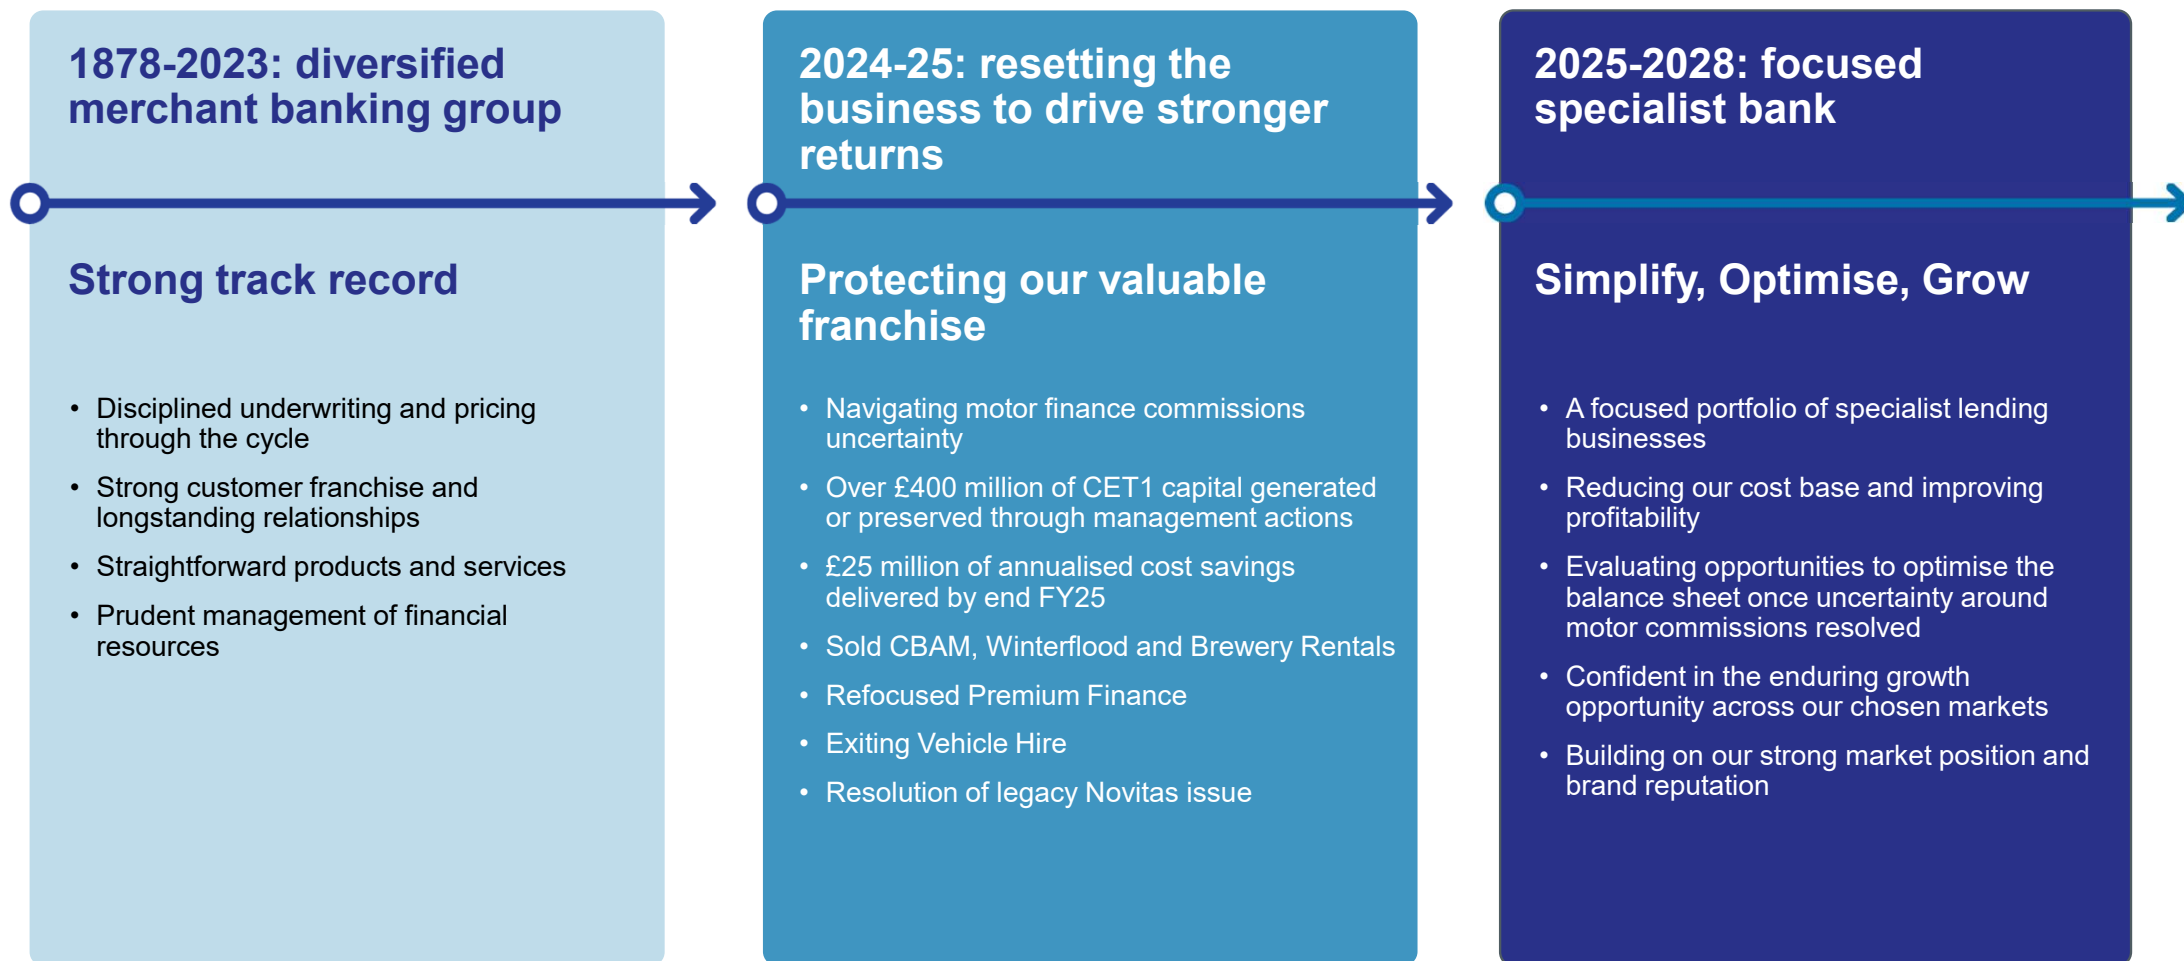 1878-2023: diversified
merchant banking group
Strong track record
• Disciplined underwriting and pricing
through the cycle
• Strong customer franchise and
longstanding relationships
• Straightforward products and services
• Prudent management of financial
resources
2024-25: resetting the
business to drive stronger
returns
Protecting our valuable
franchise
• Navigating motor finance commissions
uncertainty
• Over £400 million of CET1 capital generated
or preserved through management actions
• £25 million of annualised cost savings
delivered by end FY25
• Sold CBAM, Winterflood and Brewery Rentals
• Refocused Premium Finance
• Exiting Vehicle Hire
• Resolution of legacy Novitas issue
2025-2028: focused
specialist bank
Simplify, Optimise, Grow
• A focused portfolio of specialist lending
businesses
• Reducing our cost base and improving
profitability
• Evaluating opportunities to optimise the
balance sheet once uncertainty around
motor commissions resolved
• Confident in the enduring growth
opportunity across our chosen markets
• Building on our strong market position and
brand reputation